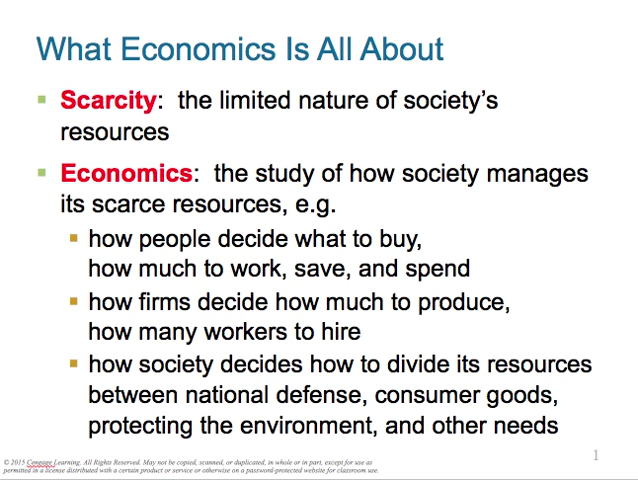 What Economics Is All About
Scarcity: the limited nature of society’s
resources
Economics: the study of how society manages
its scarce resources, e.g.
how people decide what to buy,
how much to work, save, and spend
how firms decide how much to produce,
how many workers to hire
how society decides how to divide its resources
between national defense, consumer goods,
protecting the environment, and other needs
© 2015 Cengage Learning. All Rights Reserved. May not be copied, scanned, or duplicated, in whole or in part, except for use as
permitted in a license distributed with a certain product or service or otherwise on a password-protected website for classroom use.
1